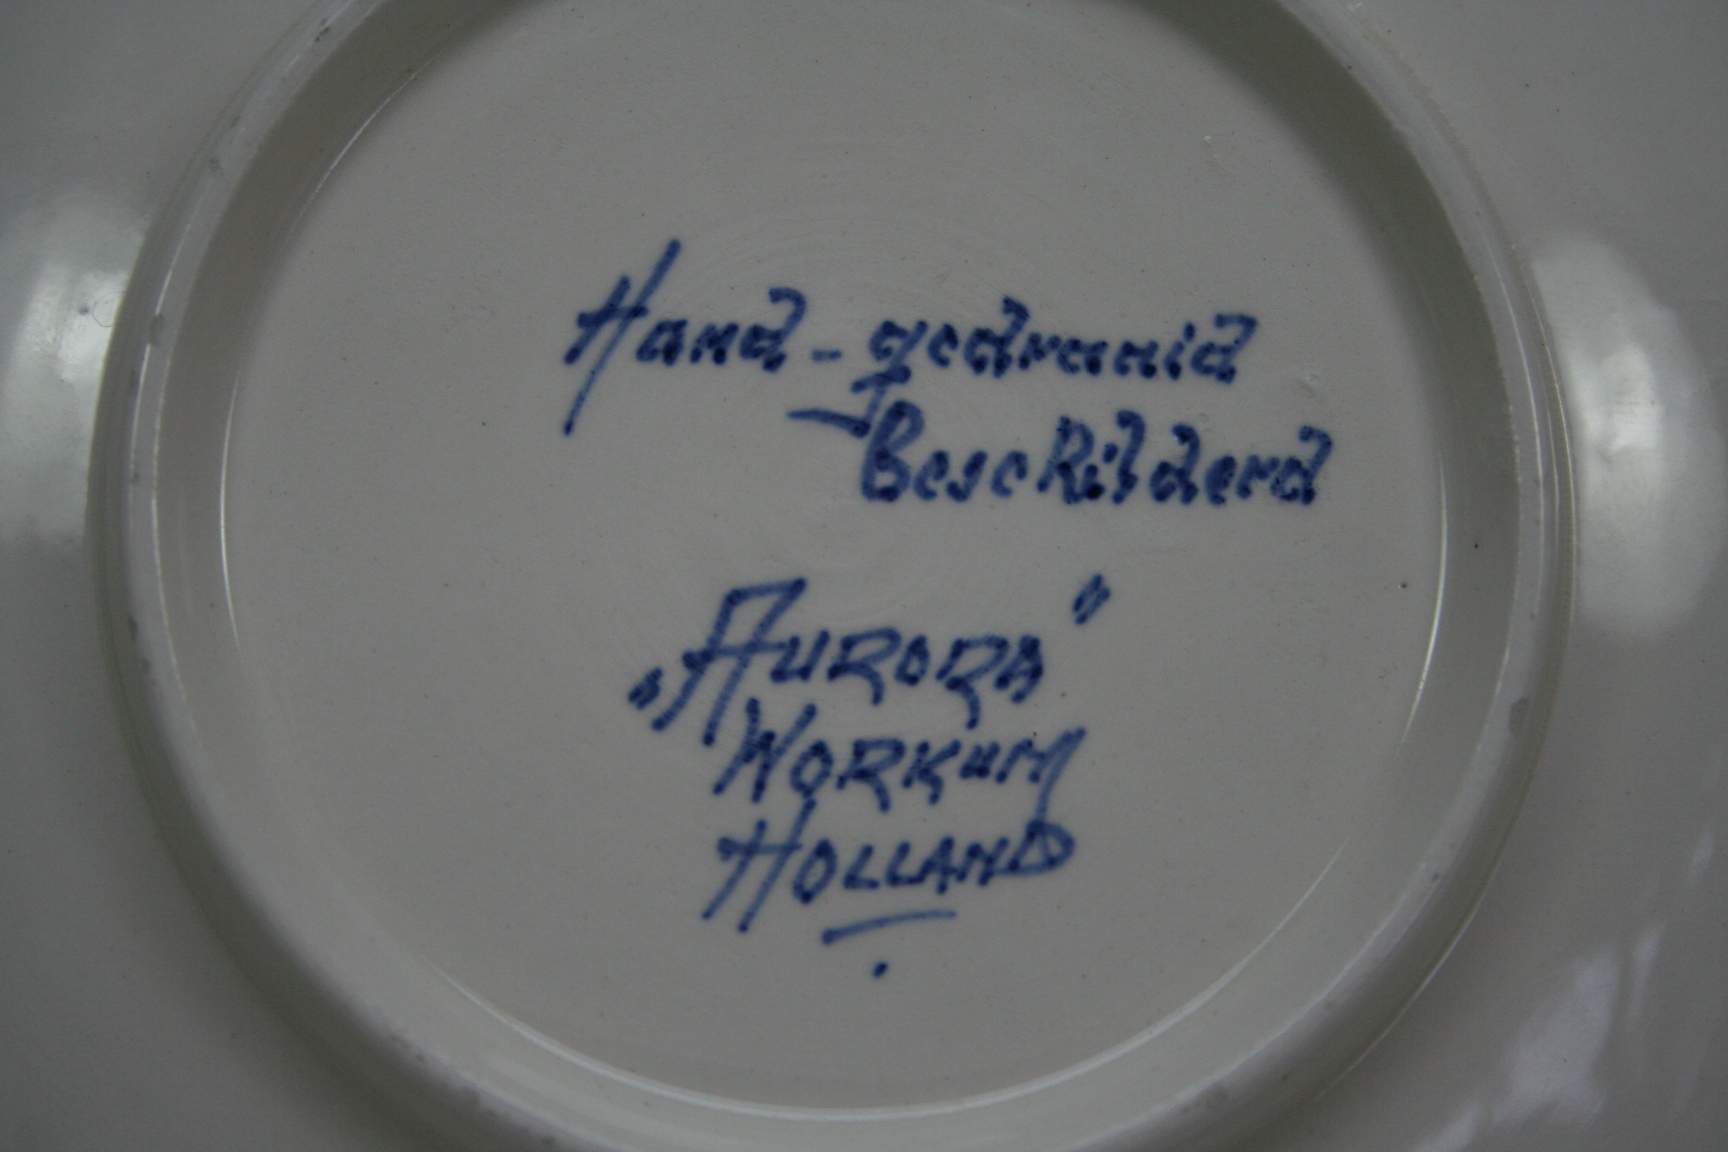 Hand-gedraaid
Beschilderd
"AURORA"
WORKUM
HOLLAND